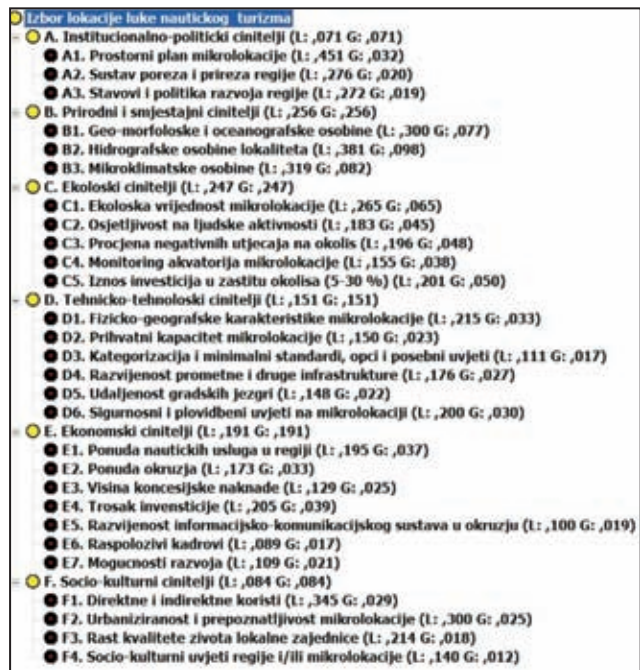 Izbor lokacije luke nautickog turizma
A. Institucionalno-politicki cinitelji (L: ,071 G: ,071)
A1. Prostorni plan mikrolokacije (L: ,451 G: ,032)
A2. Sustav poreza i prireza regije (L: ,276 G: ,020)
A3. Stavovi i politika razvoja regije (L: ,272 G: ,019)
B. Prirodni i smjestajni cinitelji (L: ,256 G: ,256)
B1. Geo-morfoloske i oceanografske osobine (L: ,300 G: ,077)
B2. Hidrografske osobine lokaliteta (L: ,381 G: ,098)
B3. Mikroklimatske osobine (L: ,319 G: ,082)
C. Ekoloski cinitelji (L: ,247 G: ,247)
C1. Ekoloska vrijednost mikrolokacije (L: ,265 G: ,065)
C2. Osjetljivost na ljudske aktivnosti (L: ,183 G: ,045)
C3. Procjena negativnih utjecaja na okolis (L: ,196 G: ,048)
C4. Monitoring akvatorija mikrolokacije (L: ,155 G: ,038)
C5. Iznos investicija u zastitu okolisa (5-30 %) (L: ,201 G: ,050)
D. Tehnicko-tehnoloski cinitelji (L: ,151 G: ,151)
D1. Fizicko-geografske karakteristike mikrolokacije (L: ,215 G: ,033)
D2. Prihvatni kapacitet mikrolokacije (L: ,150 G: ,023)
D3. Kategorizacija i minimalni standardi, opci i posebni uvjeti (L: ,111 G: ,017)
D4. Razvijenost prometne i druge infrastrukture (L: ,176 G: ,027)
D5. Udaljenost gradskih jezgri (L: ,148 G: ,022)
D6. Sigurnosni i plovidbeni uvjeti na mikrolokaciji (L: ,200 G: ,030)
E. Ekonomski cinitelji (L: ,191 G: ,191)
E1. Ponuda nautickih usluga u regiji (L: ,195 G: ,037)
E2. Ponuda okruzja (L: ,173 G: ,033)
E3. Visina koncesijske naknade (L: ,129 G: ,025)
E4. Trosak invensticije (L: ,205 G: ,039)
E5. Razvijenost informacijsko-komunikacijskog sustava u okruzju (L: ,100 G: ,019)
E6. Raspolozivi kadrovi (L: ,089 G: ,017)
E7. Mogucnosti razvoja (L: ,109 G: ,021)
F. Socio-kulturni cinitelji (L: ,084 G: ,084)
F1. Direktne i indirektne koristi (L: ,345 G: ,029)
F2. Urbaniziranost i prepoznatljivost mikrolokacije (L: ,300 G: ,025)
F3. Rast kvalitete zivota lokalne zajednice (L: ,214 G: ,018)
F4. Socio-kulturni uvjeti regije i/ili mikrolokacije (L: ,140 G: ,012)